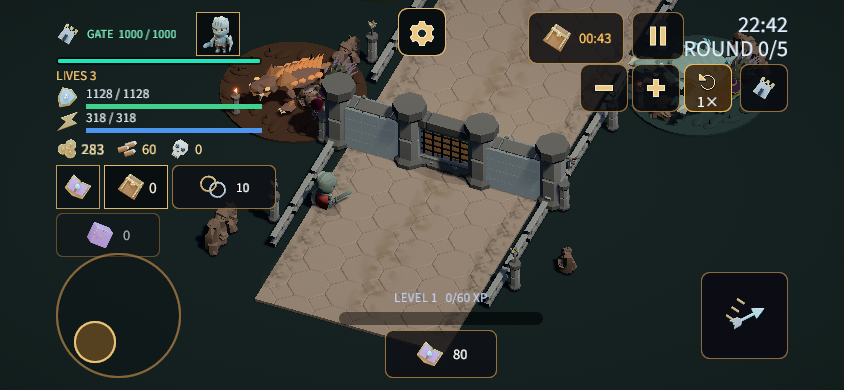 GATE 1000 / 1000
LIVES 3
1128 / 1128
318 / 318
283 60 0
0 10
0
00:43
22:42
ROUND 0/5
1×
LEVEL 1 0/60 XP
80